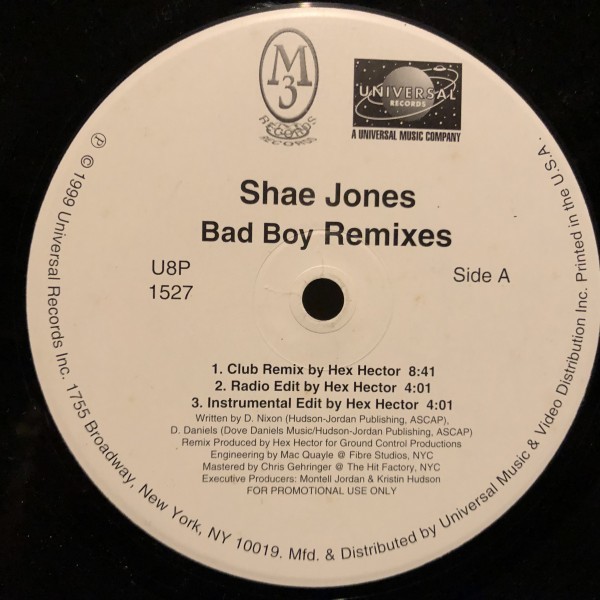 M
3
RECORDS
RECORDS
UNIVERSAL
RECORDS
A UNIVERSAL MUSIC COMPANY
Shae Jones
Bad Boy Remixes
U8P
1527
Side A
1. Club Remix by Hex Hector 8:41
2. Radio Edit by Hex Hector 4:01
3. Instrumental Edit by Hex Hector 4:01
Written by D. Nixon (Hudson-Jordan Publishing, ASCAP),
D. Daniels (Dove Daniels Music/Hudson-Jordan Publishing, ASCAP)
Remix Produced by Hex Hector for Ground Control Productions
Engineering by Mac Quayle @ Fibre Studios, NYC
Mastered by Chris Gehringer @ The Hit Factory, NYC
Executive Producers: Montell Jordan & Kristin Hudson
FOR PROMOTIONAL USE ONLY
℗ © 1999 Universal Records Inc. 1755 Broadway, New York, NY 10019. Mfd. & Distributed by Universal Music & Video Distribution Inc. Printed in the U.S.A.